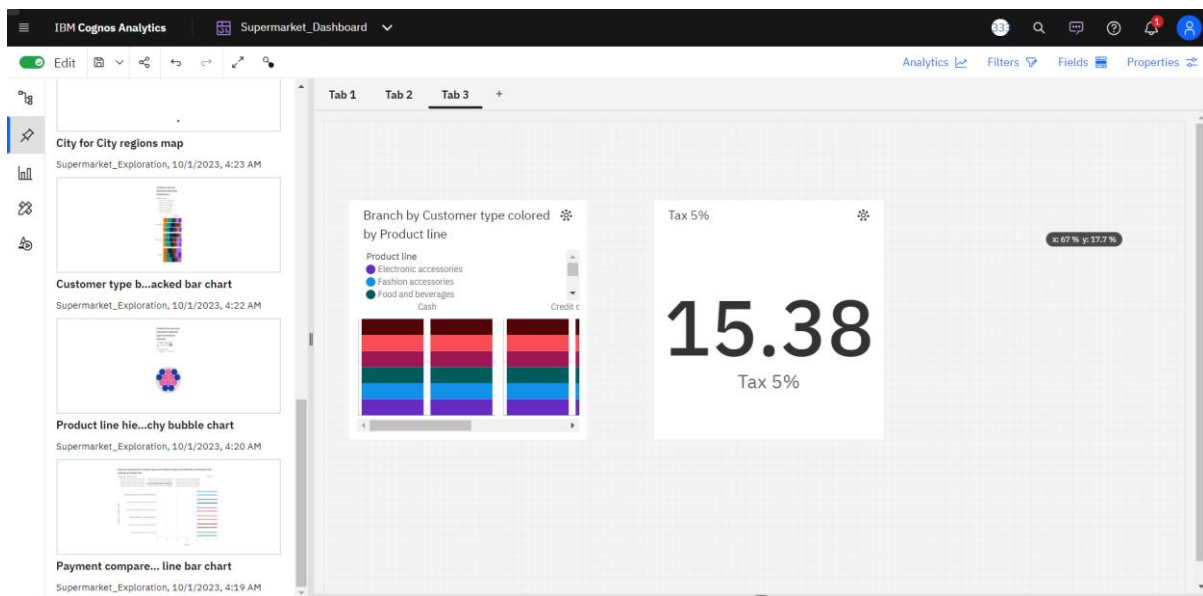 IBM Cognos Analytics
Supermarket_Dashboard
1
Edit
Analytics
Filters
Fields
Properties
City for City regions map
Supermarket_Exploration, 10/1/2023, 4:23 AM
Customer type b...acked bar chart
Supermarket_Exploration, 10/1/2023, 4:22 AM
Product line hie...chy bubble chart
Supermarket_Exploration, 10/1/2023, 4:20 AM
Payment compare... line bar chart
Supermarket_Exploration, 10/1/2023, 4:19 AM
Tab 1 Tab 2 Tab 3 +
Branch by Customer type colored
by Product line
Product line
Electronic accessories
Fashion accessories
Food and beverages
Cash Credit c
Tax 5%
15.38
Tax 5%
x: 67 % y: 17.7 %